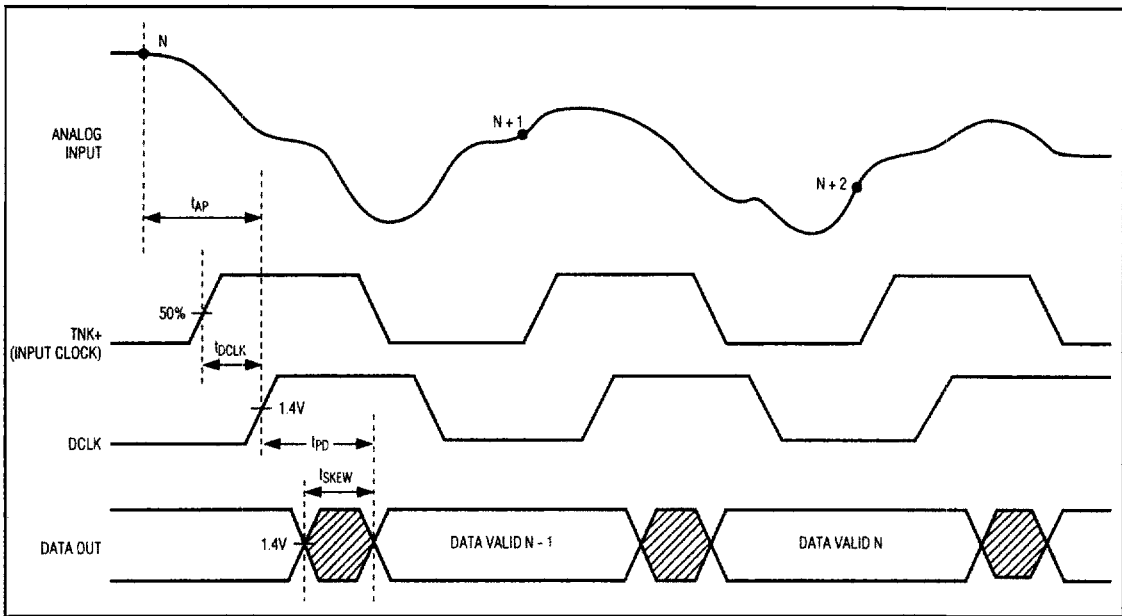 N
ANALOG
INPUT
N + 1
N + 2
tAP
50%
TNK+
(INPUT CLOCK)
tDCLK
1.4V
DCLK
tPD
tSKEW
DATA OUT
1.4V
DATA VALID N - 1
DATA VALID N